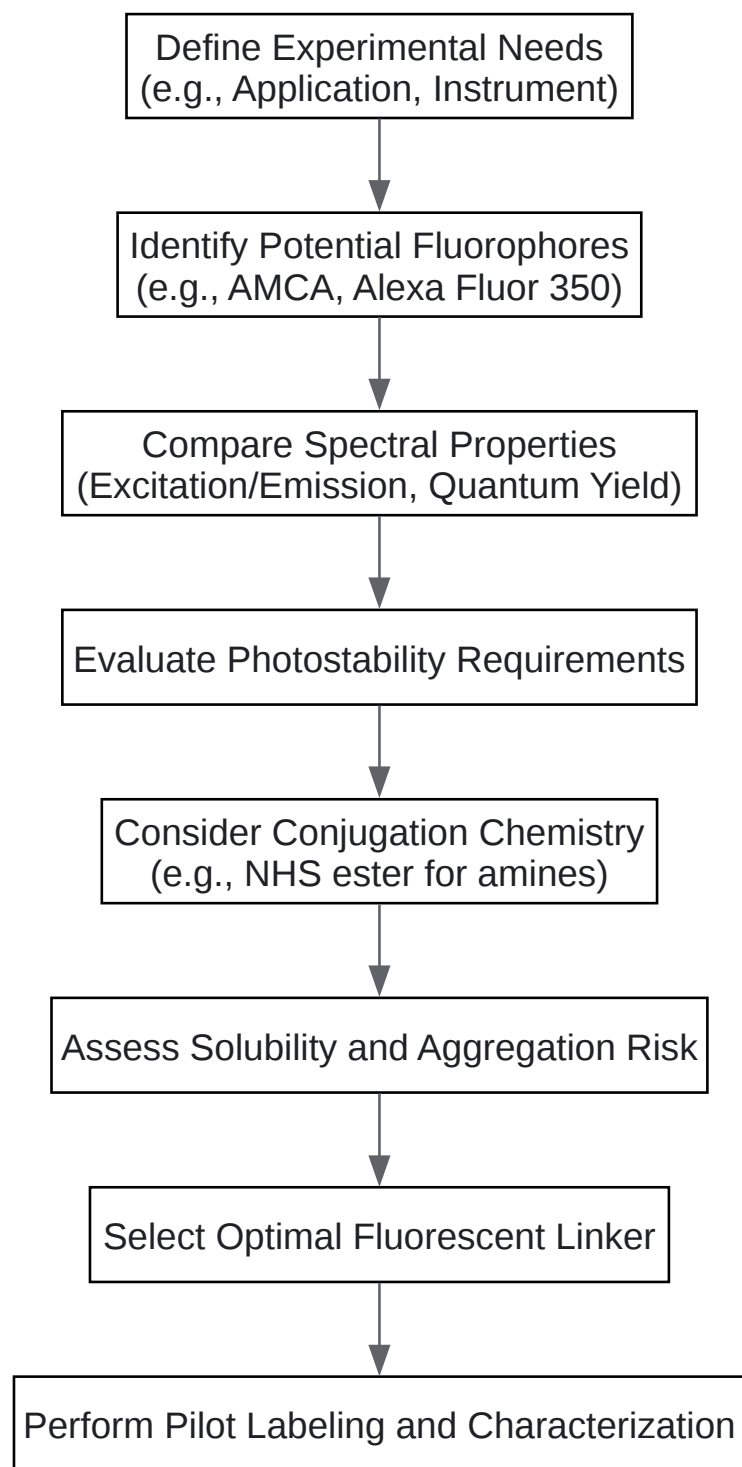 Define Experimental Needs
(e.g., Application, Instrument)
Identify Potential Fluorophores
(e.g., AMCA, Alexa Fluor 350)
Compare Spectral Properties
(Excitation/Emission, Quantum Yield)
Evaluate Photostability Requirements
Consider Conjugation Chemistry
(e.g., NHS ester for amines)
Assess Solubility and Aggregation Risk
Select Optimal Fluorescent Linker
Perform Pilot Labeling and Characterization